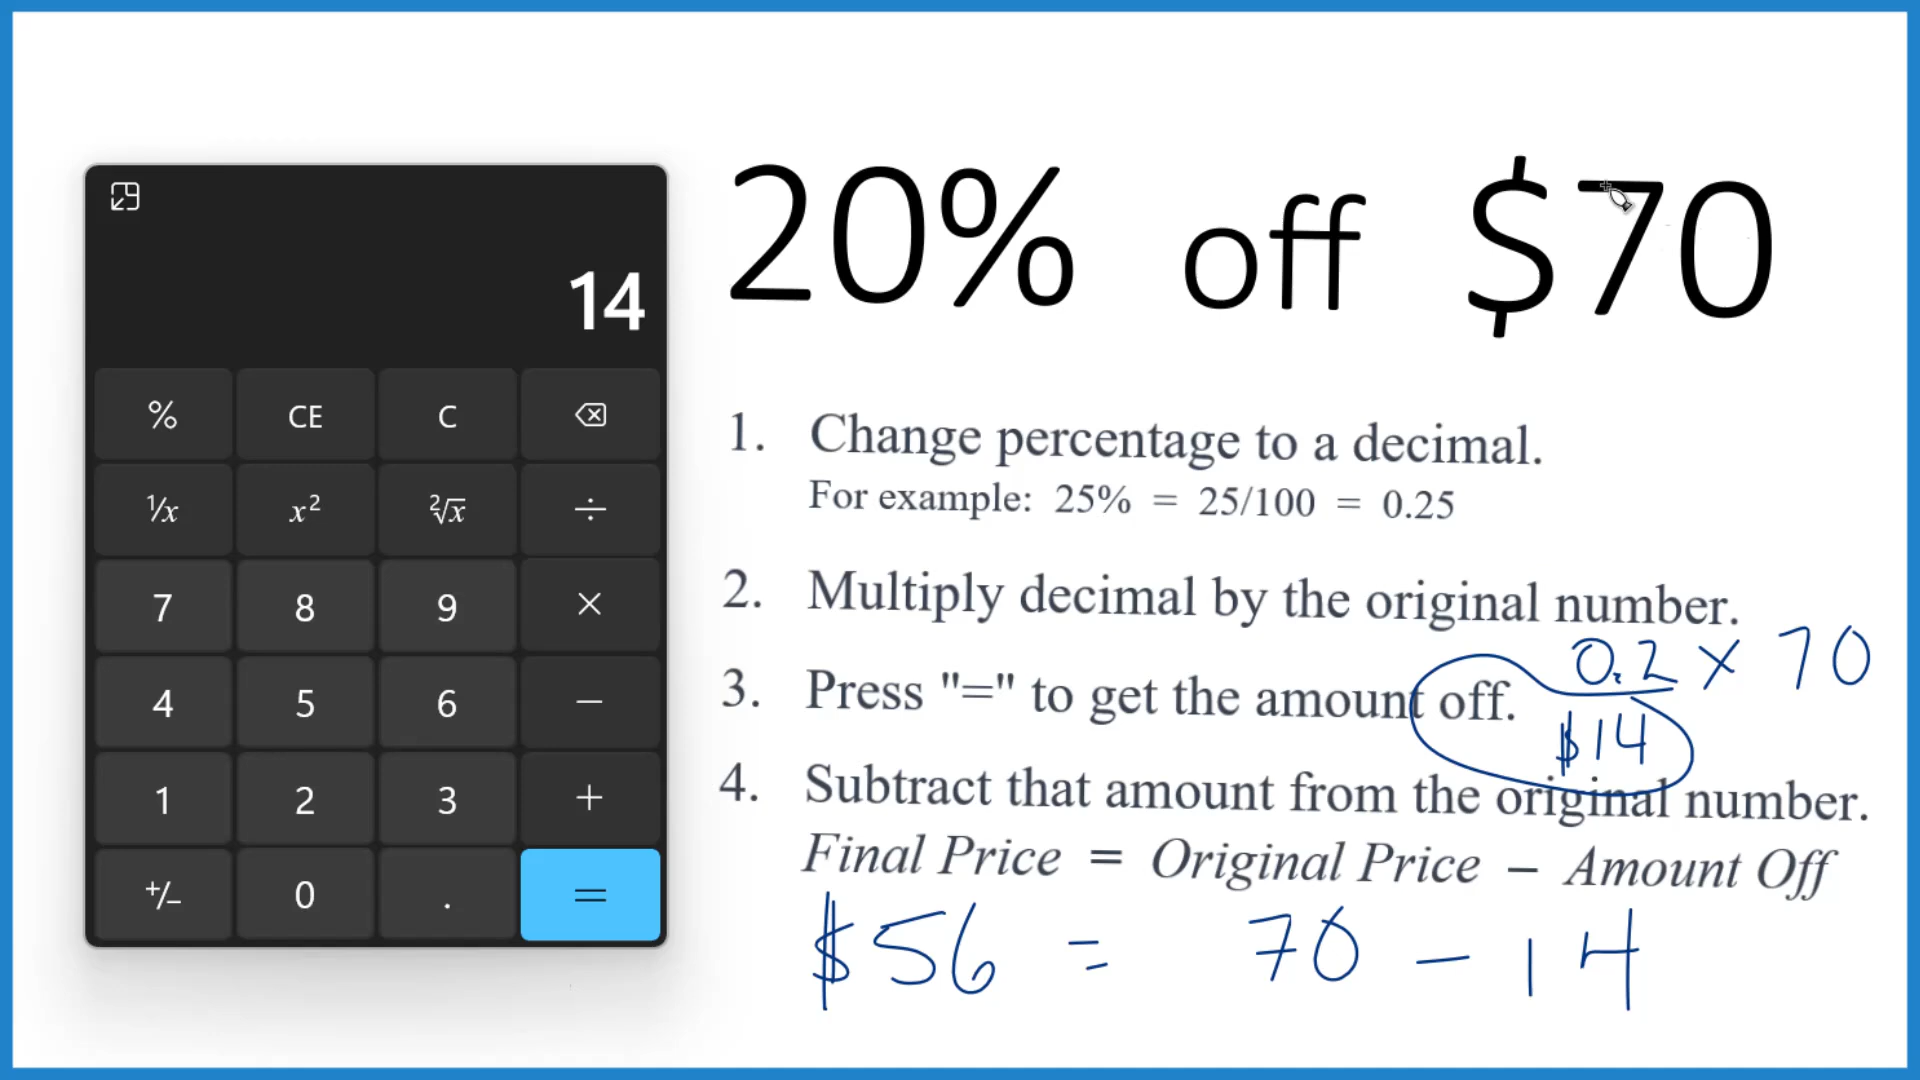 20% off $70
14
% CE C
¹/x x² ²√x ÷
7 8 9 ×
4 5 6 −
1 2 3 +
+/− 0 . =
1. Change percentage to a decimal.
For example: 25% = 25/100 = 0.25
2. Multiply decimal by the original number.
0.2 × 70
3. Press "=" to get the amount off.
$14
4. Subtract that amount from the original number.
Final Price = Original Price − Amount Off
$56 = 70 − 14